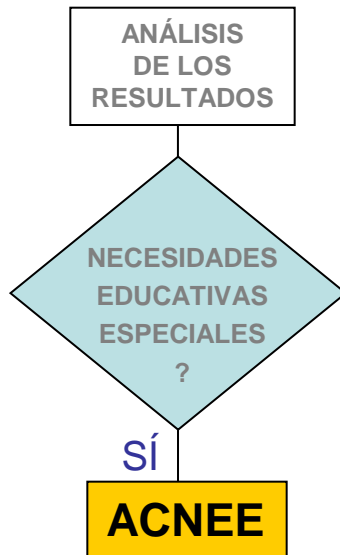 ANÁLISIS
DE LOS
RESULTADOS
NECESIDADES
EDUCATIVAS
ESPECIALES
?
SÍ
ACNEE